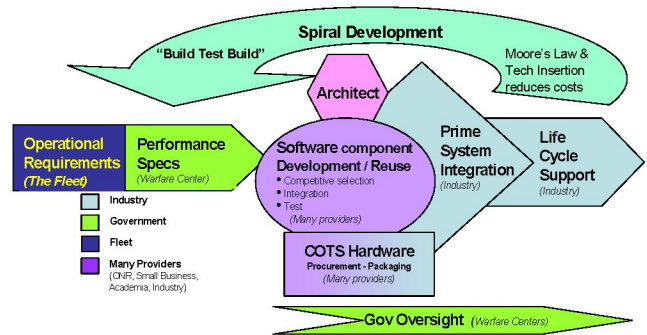 Spiral Development
“Build Test Build”
Moore’s Law &
Tech Insertion
reduces costs
Architect
Operational
Requirements
(The Fleet)
Performance
Specs
(Warfare Center)
Software component
Development / Reuse
• Competitive selection
• Integration
• Test
(Many providers)
Prime
System
Integration
(Industry)
Life
Cycle
Support
(Industry)
COTS Hardware
Procurement - Packaging
(Many providers)
Industry
Government
Fleet
Many Providers
(ONR, Small Business,
Academia, Industry)
Gov Oversight (Warfare Centers)